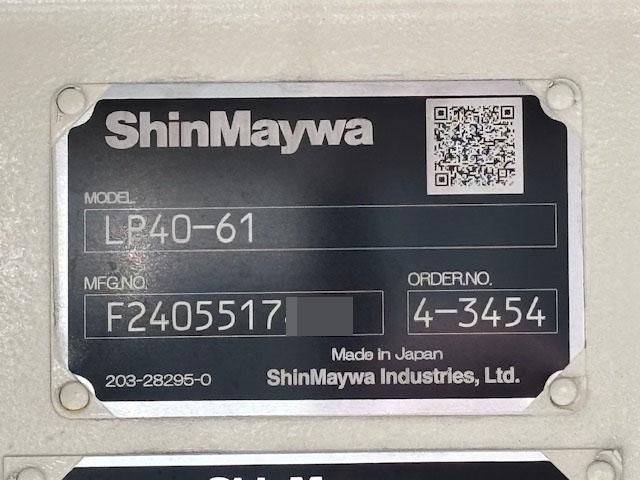 ShinMaywa
MODEL
LP40-61
MFG.NO.
ORDER.NO.
F2405517
4-3454
Made in Japan
203-28295-0
ShinMaywa Industries, Ltd.